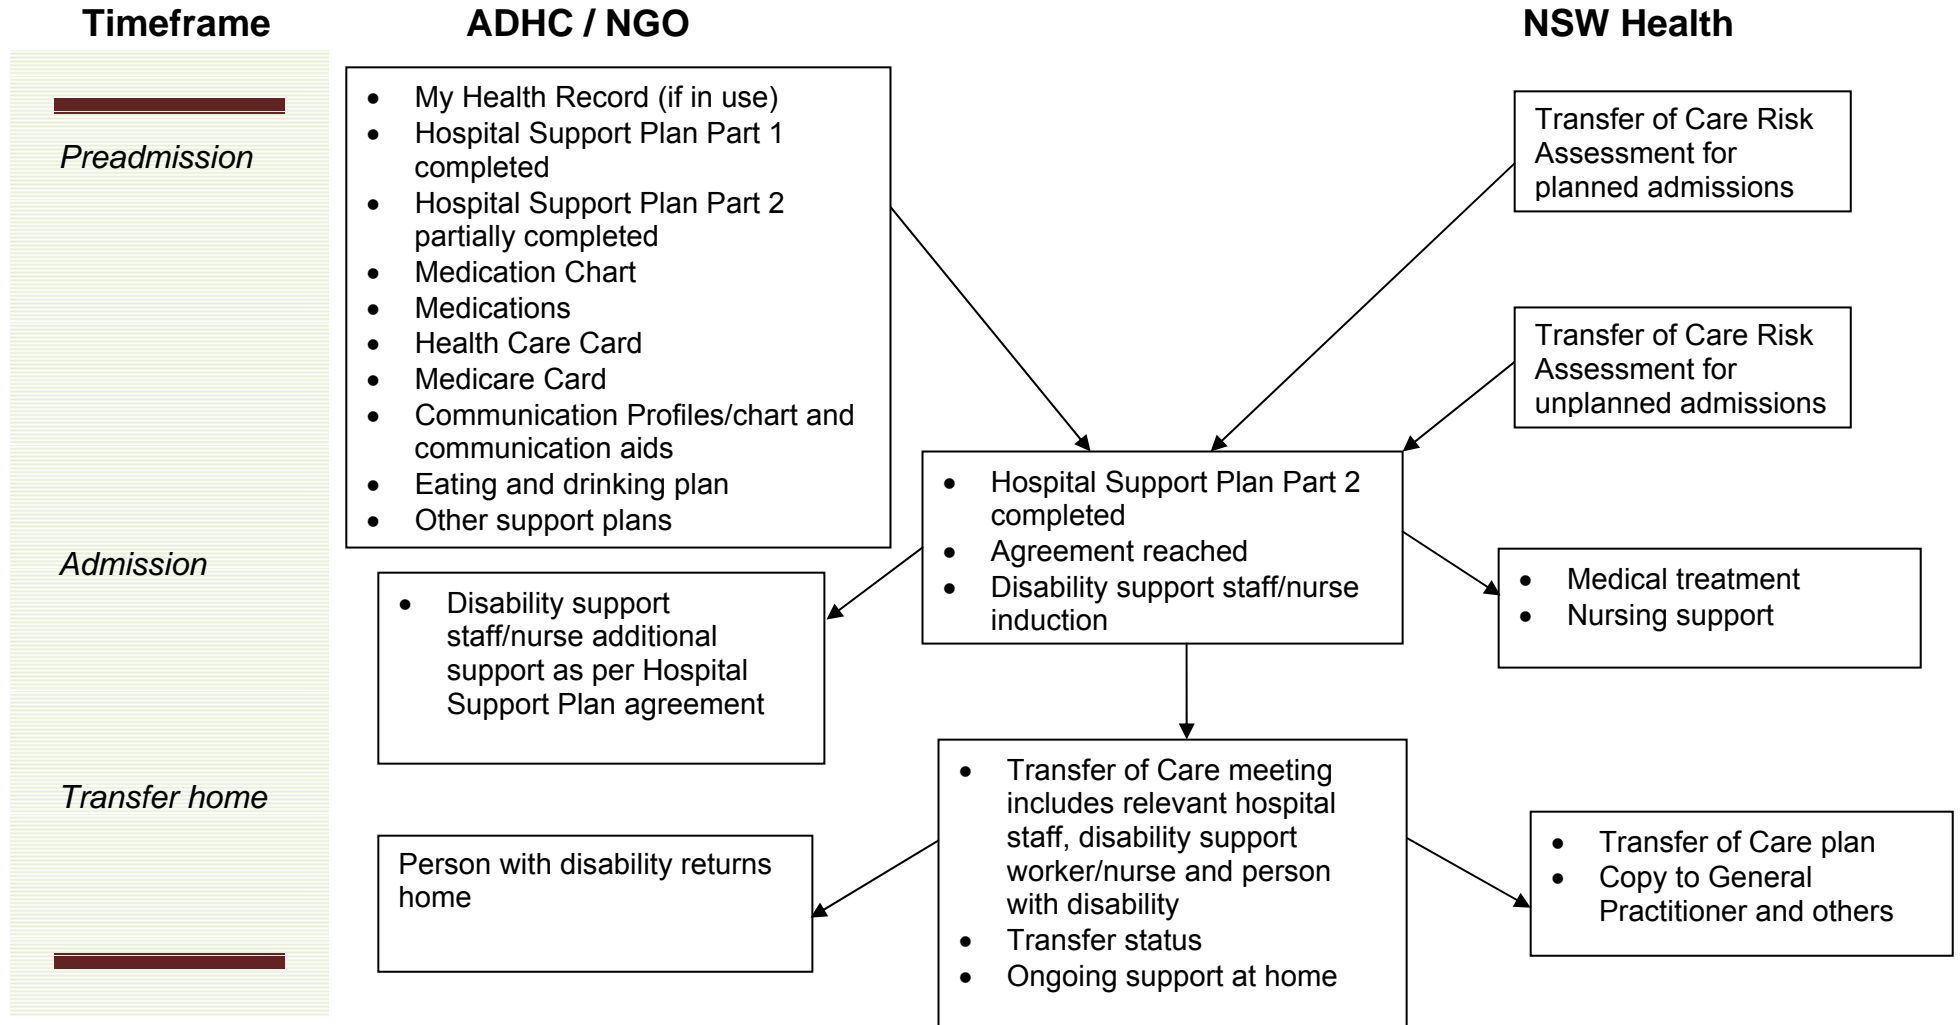 Timeframe
ADHC / NGO
NSW Health
Preadmission
Admission
Transfer home
• My Health Record (if in use)
• Hospital Support Plan Part 1
completed
• Hospital Support Plan Part 2
partially completed
• Medication Chart
• Medications
• Health Care Card
• Medicare Card
• Communication Profiles/chart and
communication aids
• Eating and drinking plan
• Other support plans
Transfer of Care Risk
Assessment for
planned admissions
Transfer of Care Risk
Assessment for
unplanned admissions
• Hospital Support Plan Part 2
completed
• Agreement reached
• Disability support staff/nurse
induction
• Disability support
staff/nurse additional
support as per Hospital
Support Plan agreement
• Medical treatment
• Nursing support
• Transfer of Care meeting
includes relevant hospital
staff, disability support
worker/nurse and person
with disability
• Transfer status
• Ongoing support at home
Person with disability returns
home
• Transfer of Care plan
• Copy to General
Practitioner and others